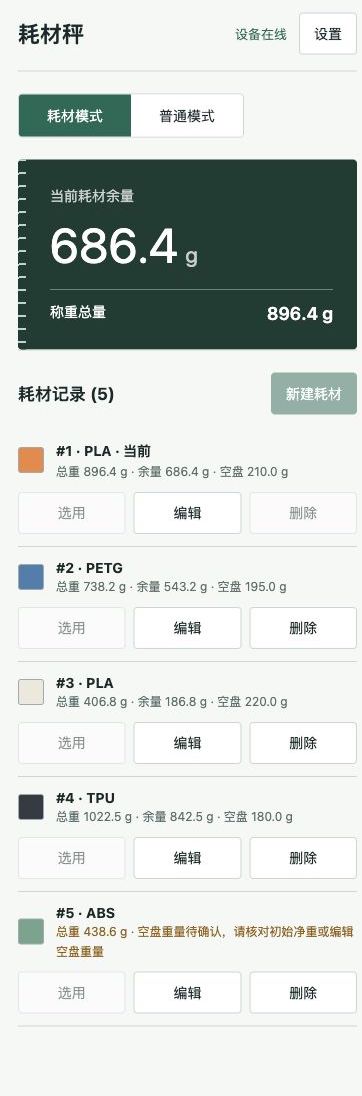 耗材秤
设备在线
设置
耗材模式
普通模式
当前耗材余量
686.4 g
称重总量
896.4 g
耗材记录 (5)
新建耗材
#1 · PLA · 当前
总重 896.4 g · 余量 686.4 g · 空盘 210.0 g
选用
编辑
删除
#2 · PETG
总重 738.2 g · 余量 543.2 g · 空盘 195.0 g
选用
编辑
删除
#3 · PLA
总重 406.8 g · 余量 186.8 g · 空盘 220.0 g
选用
编辑
删除
#4 · TPU
总重 1022.5 g · 余量 842.5 g · 空盘 180.0 g
选用
编辑
删除
#5 · ABS
总重 438.6 g · 空盘重量待确认，请核对初始净重或编辑
空盘重量
选用
编辑
删除